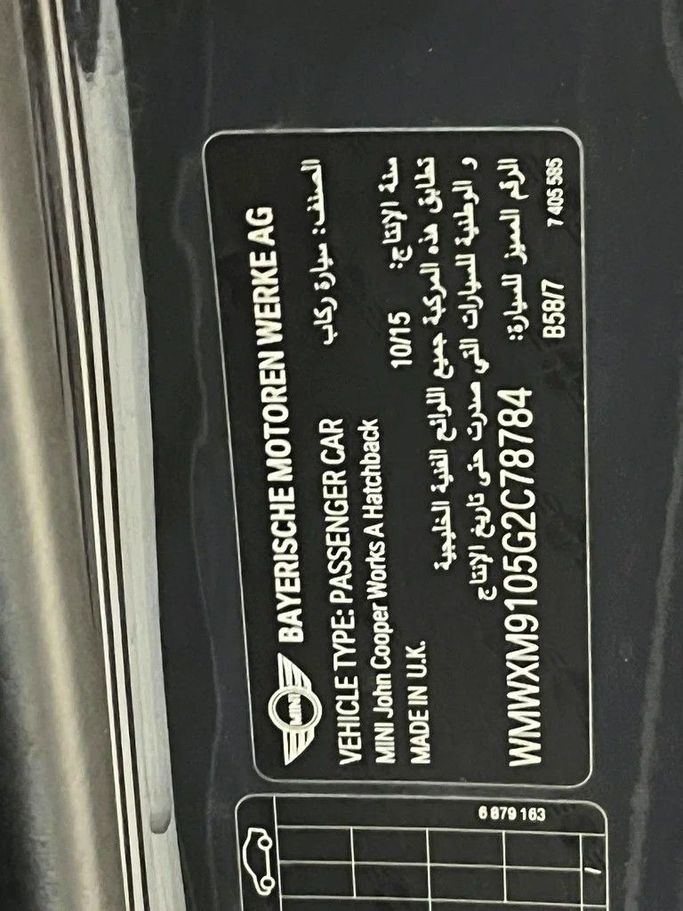 MINI
BAYERISCHE MOTOREN WERKE AG
VEHICLE TYPE: PASSENGER CAR
الصنف: سيارة ركاب
MINI John Cooper Works A Hatchback
MADE IN U.K.
10/15
سنة الإنتاج:
تطابق هذه المركبة جميع اللوائح الفنية الخليجية
و الوطنية للسيارات التي صدرت حتى تاريخ الإنتاج
الرقم المميز للسيارة:
WMWXM9105G2C78784
B58/7
7 405 585
6 879 163